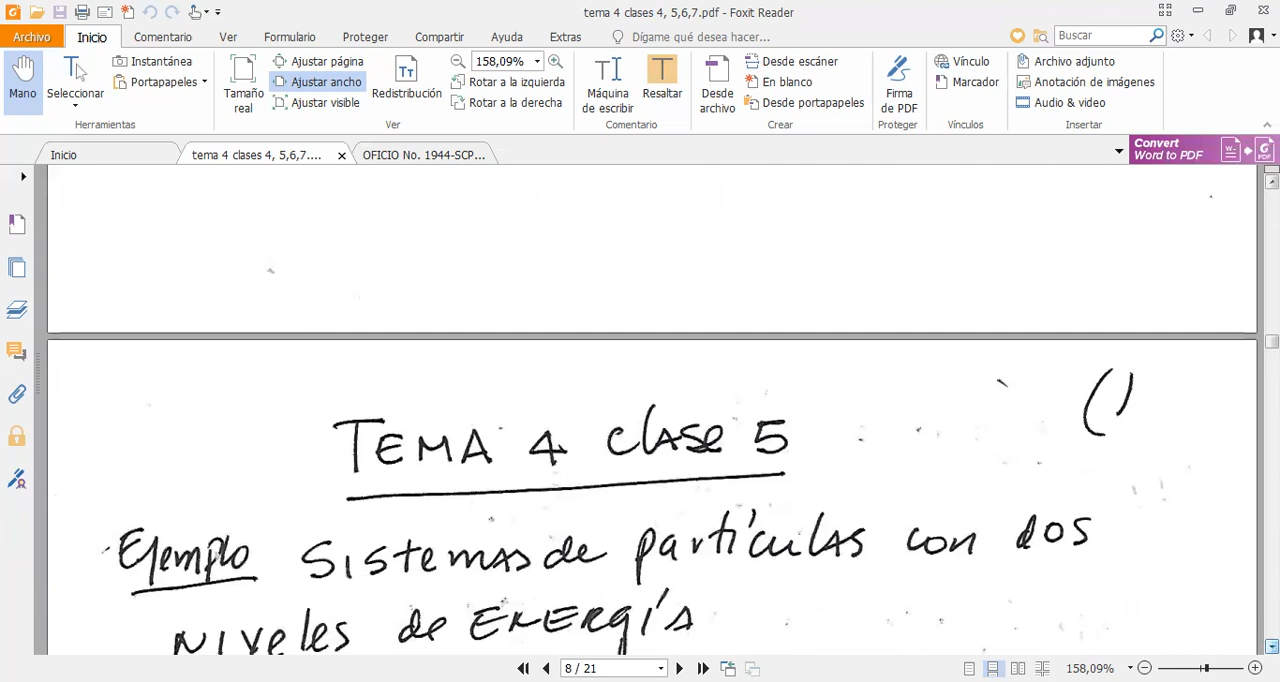 tema 4 clases 4, 5,6,7.pdf - Foxit Reader
Archivo Inicio Comentario Ver Formulario Proteger Compartir Ayuda Extras Dígame qué desea hacer... Buscar
Mano
Seleccionar
Instantánea
Portapapeles
Herramientas
Tamaño real
Ajustar página
Ajustar ancho
Ajustar visible
Redistribución
158,09%
Rotar a la izquierda
Rotar a la derecha
Ver
Máquina de escribir
Resaltar
Comentario
Desde archivo
Desde escáner
En blanco
Desde portapapeles
Crear
Firma de PDF
Proteger
Vínculo
Marcador
Vínculos
Archivo adjunto
Anotación de imágenes
Audio & video
Insertar
Inicio tema 4 clases 4, 5,6,7.... OFICIO No. 1944-SCP...
Convert
Word to PDF
TEMA 4 Clase 5
Ejemplo Sistemas de partículas con dos
Niveles de ENERgÍA
8 / 21 158,09%